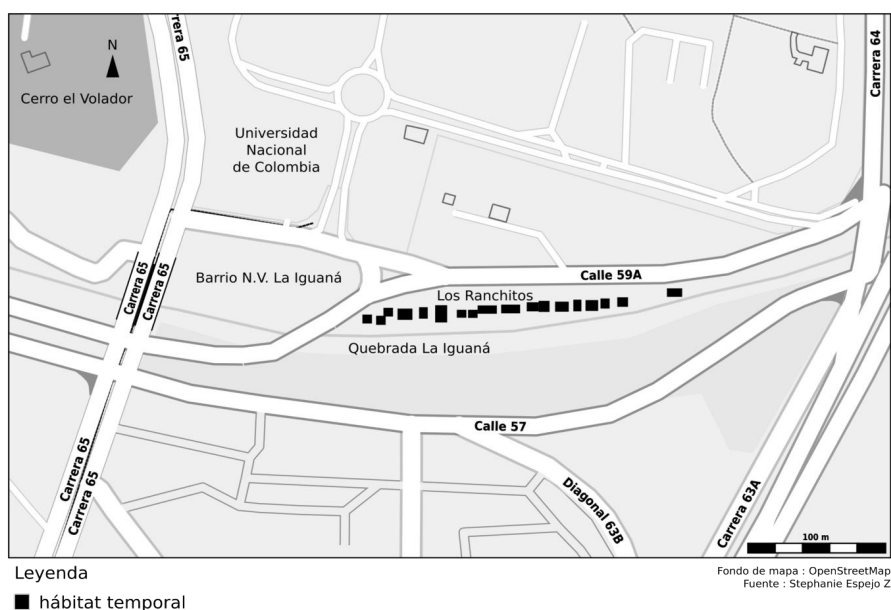 rrera 65
Carrera 64
N
Cerro el Volador
Universidad
Nacional
de Colombia
Carrera 65
Carrera 65
Barrio N.V. La Iguaná
Calle 59A
Los Ranchitos
Quebrada La Iguaná
Calle 57
Carrera 65
Carrera 65
Diagonal 63B
Carrera 63A
100 m
Leyenda
hábitat temporal
Fondo de mapa : OpenStreetMap
Fuente : Stephanie Espejo Z